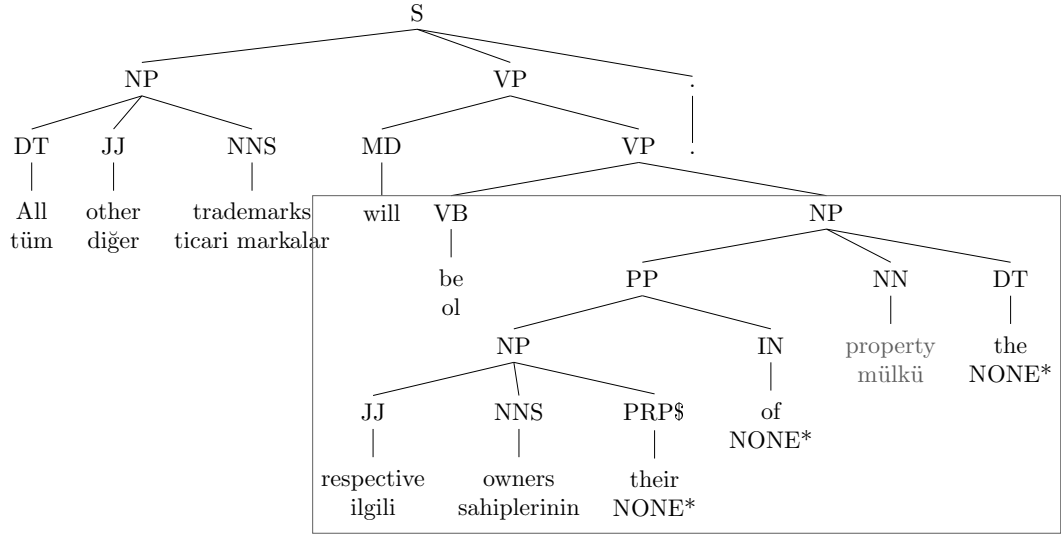 S
NP VP .
DT JJ NNS MD VP .
All other trademarks will VB NP
tüm diğer ticari markalar
be PP NN DT
ol
NP IN property the
mülkü NONE*
JJ NNS PRP$ of
NONE*
respective owners their
ilgili sahiplerinin NONE*